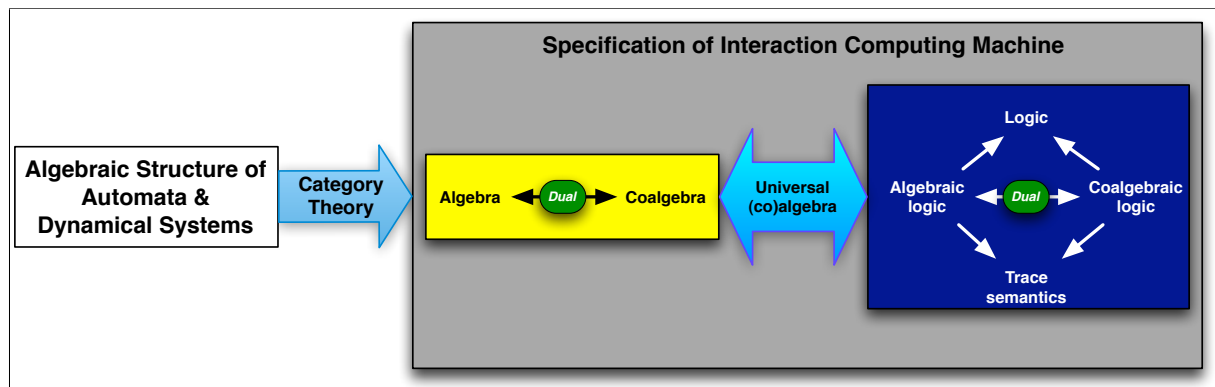 Specification of Interaction Computing Machine
Algebraic Structure of
Automata &
Dynamical Systems
Category
Theory
Algebra
Dual
Coalgebra
Universal
(co)algebra
Logic
Algebraic
logic
Dual
Coalgebraic
logic
Trace
semantics